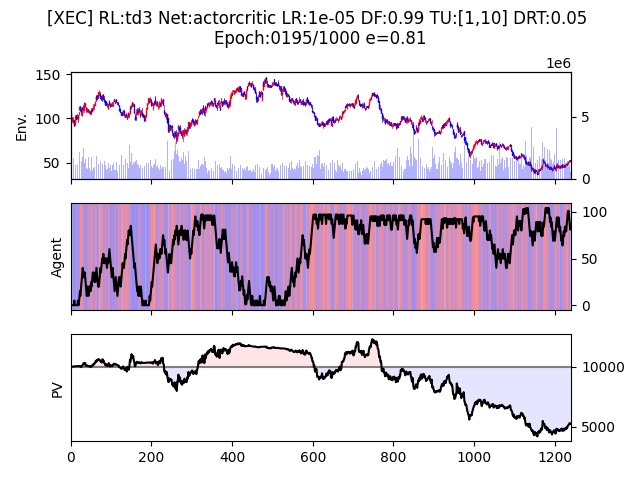 [XEC] RL:td3 Net:actorcritic LR:1e-05 DF:0.99 TU:[1,10] DRT:0.05
Epoch:0195/1000 e=0.81
1e6
150
100
50
Env.
5
0
Agent
100
50
0
PV
10000
5000
0 200 400 600 800 1000 1200